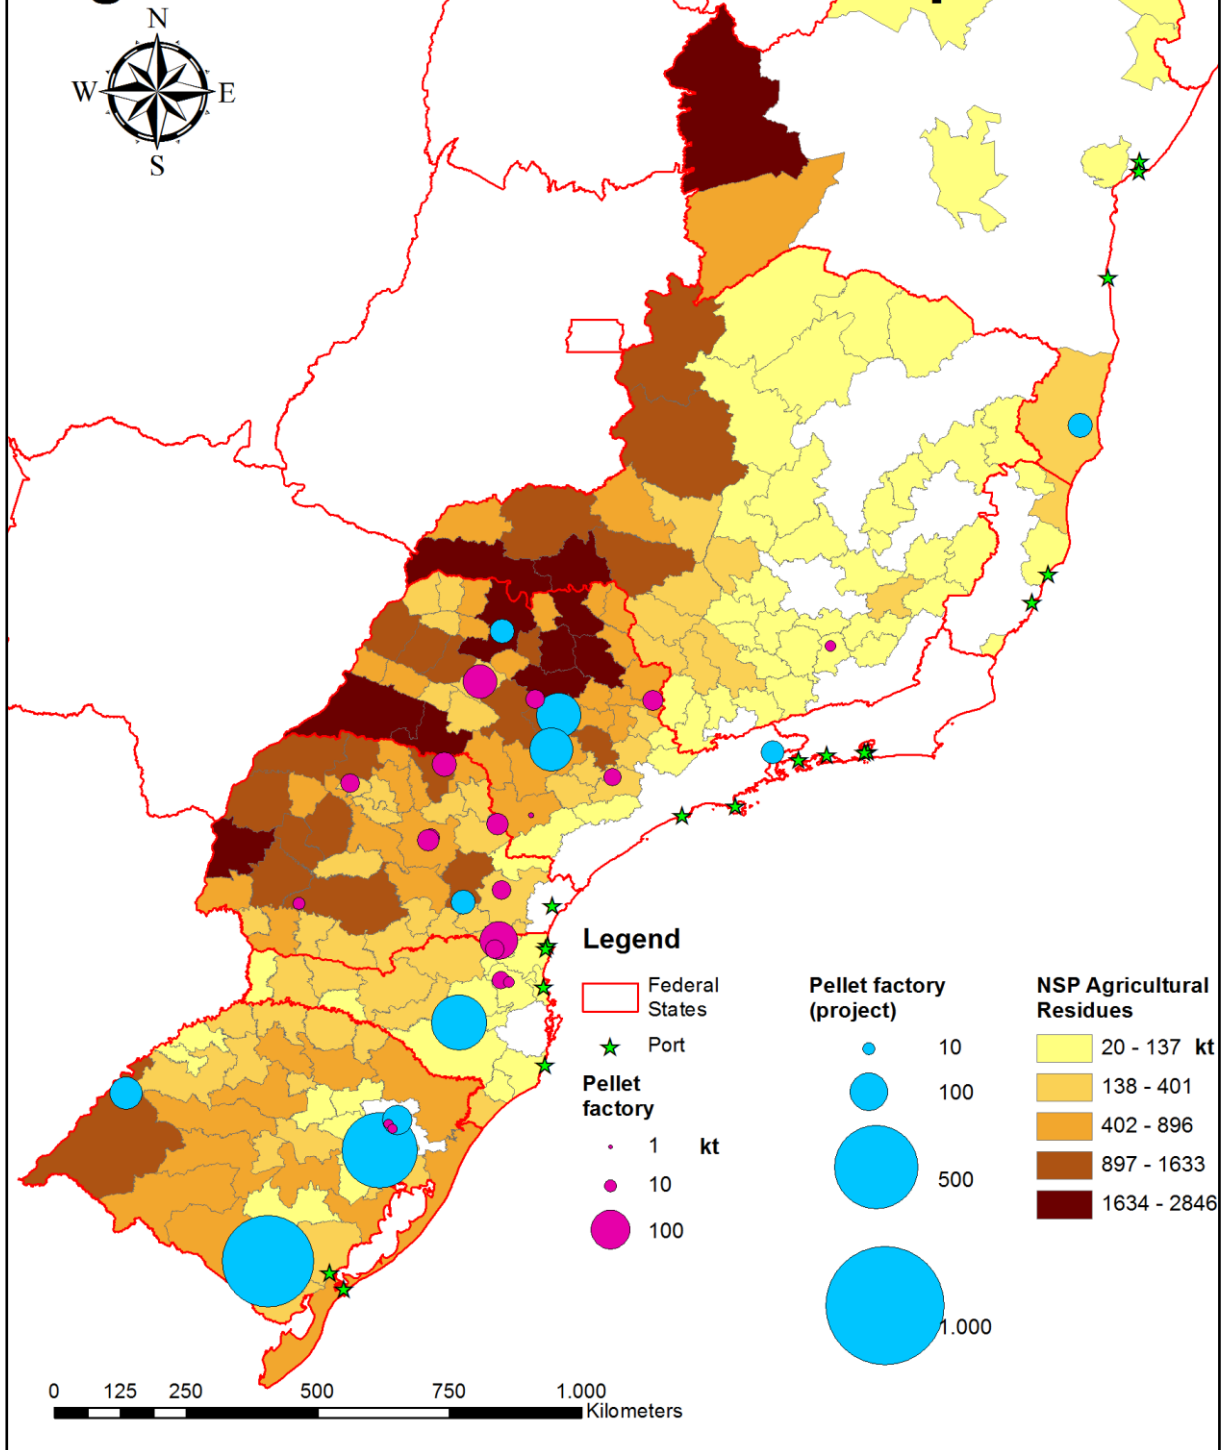 N
W E
S
Legend
Federal
States
Port
Pellet
factory
1 kt
10
100
Pellet factory
(project)
10
100
500
1.000
NSP Agricultural
Residues
20 - 137 kt
138 - 401
402 - 896
897 - 1633
1634 - 2846
0 125 250 500 750 1.000
Kilometers